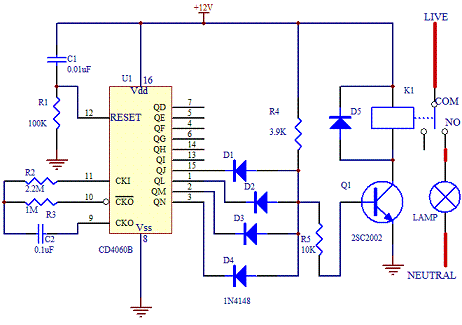 +12V
LIVE
C1
0.01uF
U1
16
Vdd
R1
100K
12
RESET
QD
7
QE
5
QF
4
QG
6
QH
14
QI
13
QJ
15
QL
1
QM
2
QN
3
R2
2.2M
11
CKI
1M
R3
10
CKO
9
CKO
C2
0.1uF
Vss
8
CD4060B
D1
D2
D3
D4
1N4148
R4
3.9K
R5
10K
D5
K1
COM
NO
Q1
2SC2002
LAMP
NEUTRAL